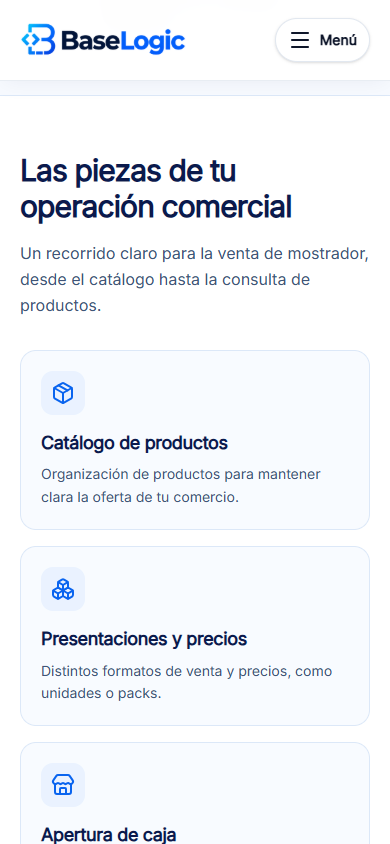 BaseLogic
Menú
Las piezas de tu
operación comercial
Un recorrido claro para la venta de mostrador,
desde el catálogo hasta la consulta de
productos.
Catálogo de productos
Organización de productos para mantener
clara la oferta de tu comercio.
Presentaciones y precios
Distintos formatos de venta y precios, como
unidades o packs.
Apertura de caja